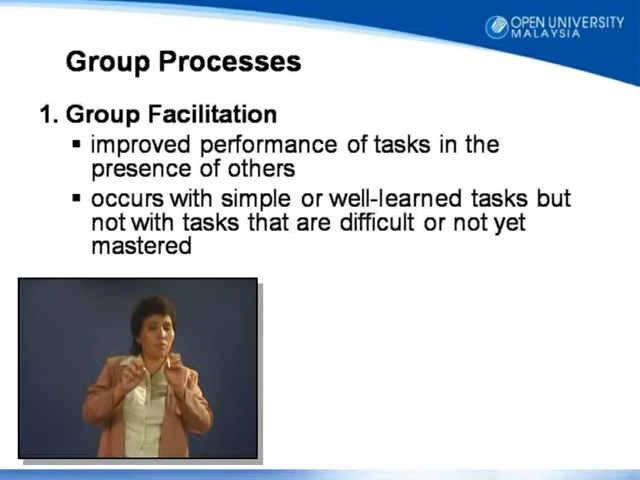 OPEN UNIVERSITY
MALAYSIA
Group Processes
1. Group Facilitation
▪ improved performance of tasks in the
presence of others
▪ occurs with simple or well-learned tasks but
not with tasks that are difficult or not yet
mastered